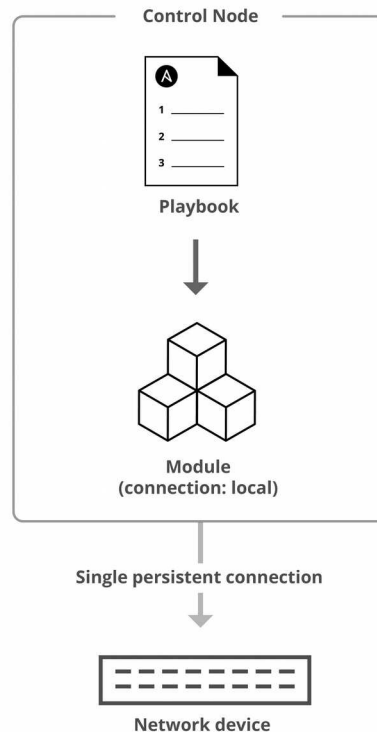 Control Node
A
1
2
3
Playbook
Module
(connection: local)
Single persistent connection
Network device